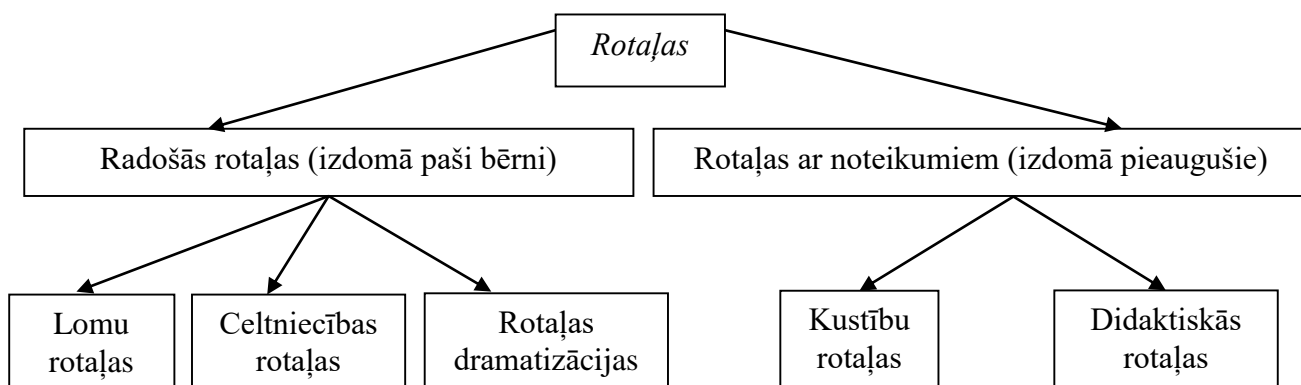 Rotaļas
Radošās rotaļas (izdomā paši bērni)
Rotaļas ar noteikumiem (izdomā pieaugušie)
Lomu
rotaļas
Celtniecības
rotaļas
Rotaļas
dramatizācijas
Kustību
rotaļas
Didaktiskās
rotaļas